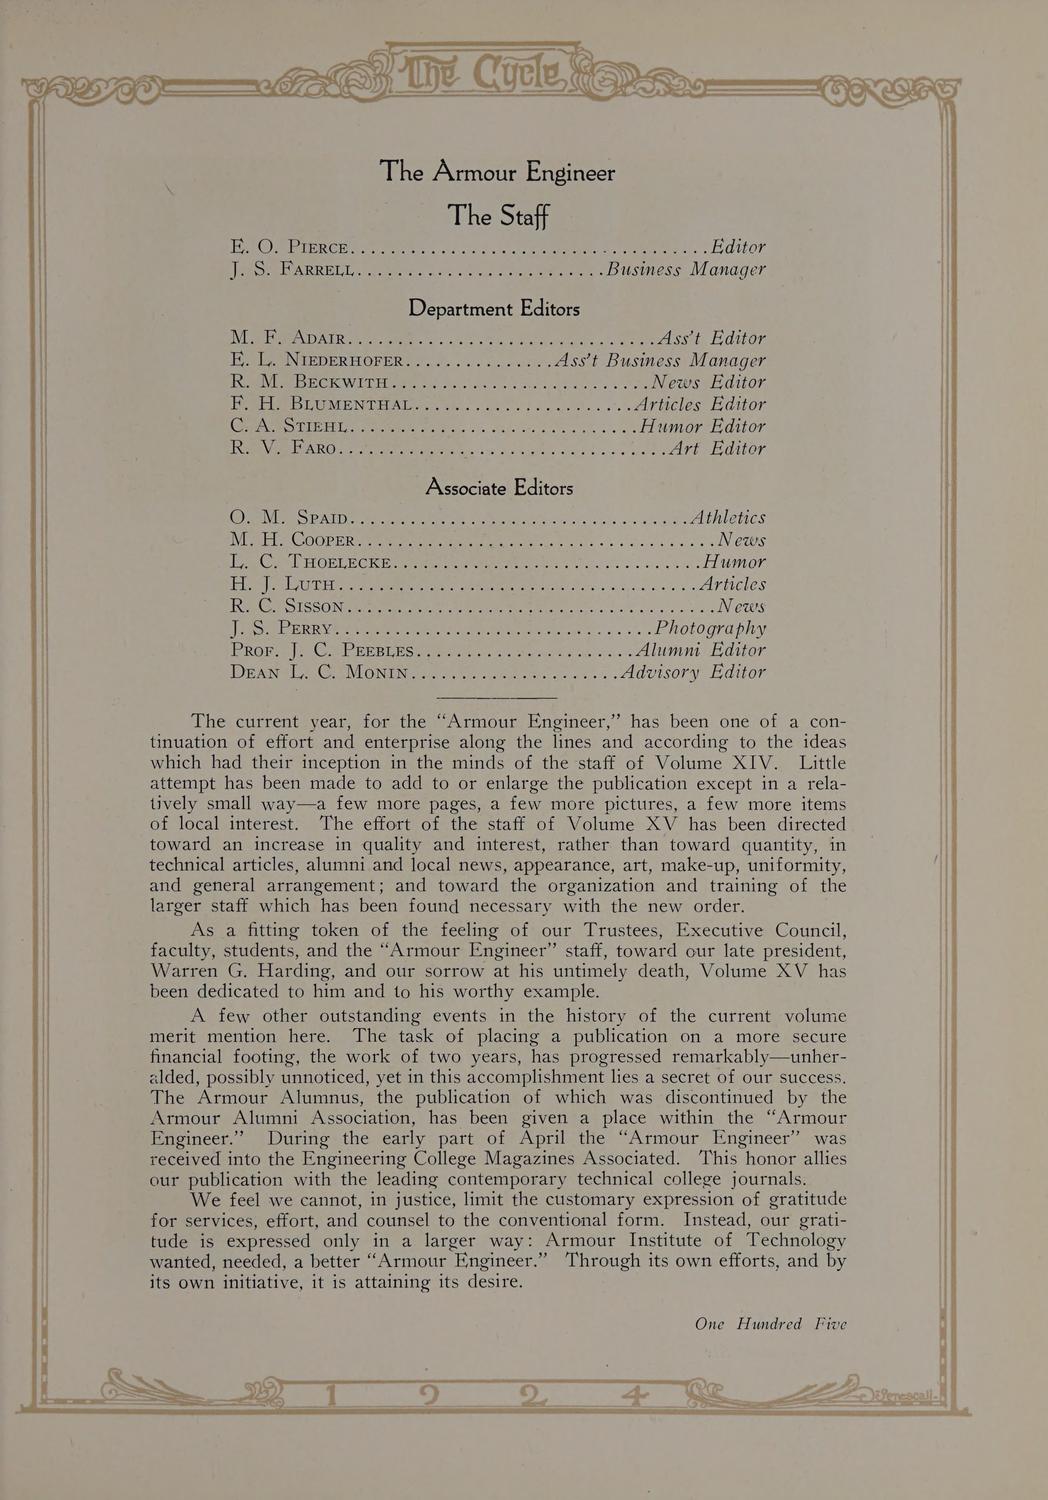 The Cycle
The Armour Engineer
The Staff
E. O. Pierce . . . . . Editor
J. S. Farrell . . . . . Business Manager
Department Editors
M. F. Adair . . . . . Ass't Editor
E. L. Niederhofer . . . . . Ass't Business Manager
R. M. Beckwith . . . . . News Editor
F. H. Blumenthal . . . . . Articles Editor
C. A. Stiehl . . . . . Humor Editor
R. V. Faro . . . . . Art Editor
Associate Editors
O. M. Spaid . . . . . Athletics
M. H. Cooper . . . . . News
L. C. Thoelecke . . . . . Humor
H. J. Luth . . . . . Articles
R. C. Sisson . . . . . News
J. S. Perry . . . . . Photography
Prof. J. C. Peebles . . . . . Alumni Editor
Dean L. C. Monin . . . . . Advisory Editor
The current year, for the “Armour Engineer,” has been one of a con-
tinuation of effort and enterprise along the lines and according to the ideas
which had their inception in the minds of the staff of Volume XIV. Little
attempt has been made to add to or enlarge the publication except in a rela-
tively small way—a few more pages, a few more pictures, a few more items
of local interest. The effort of the staff of Volume XV has been directed
toward an increase in quality and interest, rather than toward quantity, in
technical articles, alumni and local news, appearance, art, make-up, uniformity,
and general arrangement; and toward the organization and training of the
larger staff which has been found necessary with the new order.
As a fitting token of the feeling of our Trustees, Executive Council,
faculty, students, and the “Armour Engineer” staff, toward our late president,
Warren G. Harding, and our sorrow at his untimely death, Volume XV has
been dedicated to him and to his worthy example.
A few other outstanding events in the history of the current volume
merit mention here. The task of placing a publication on a more secure
financial footing, the work of two years, has progressed remarkably—unher-
alded, possibly unnoticed, yet in this accomplishment lies a secret of our success.
The Armour Alumnus, the publication of which was discontinued by the
Armour Alumni Association, has been given a place within the “Armour
Engineer.” During the early part of April the “Armour Engineer” was
received into the Engineering College Magazines Associated. This honor allies
our publication with the leading contemporary technical college journals.
We feel we cannot, in justice, limit the customary expression of gratitude
for services, effort, and counsel to the conventional form. Instead, our grati-
tude is expressed only in a larger way: Armour Institute of Technology
wanted, needed, a better “Armour Engineer.” Through its own efforts, and by
its own initiative, it is attaining its desire.
One Hundred Five
1 9 2 4